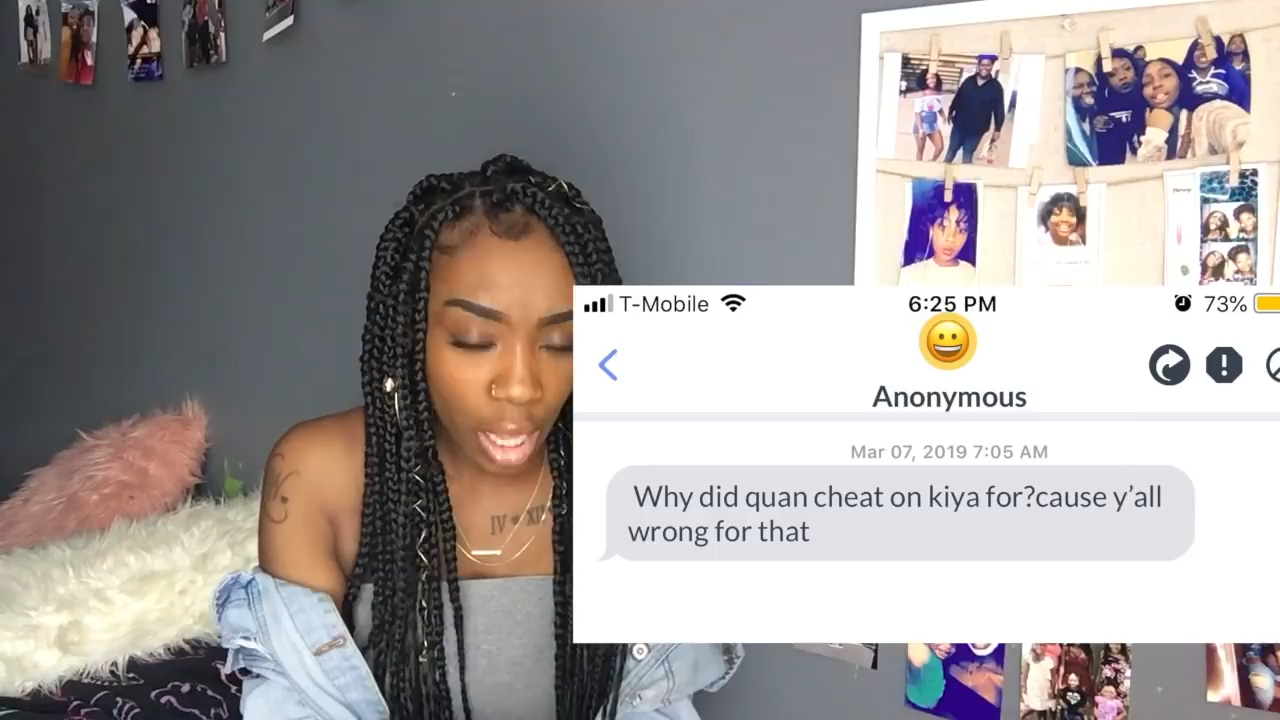 T-Mobile 6:25 PM 73%
Anonymous
Mar 07, 2019 7:05 AM
Why did quan cheat on kiya for?cause y’all
wrong for that
IV